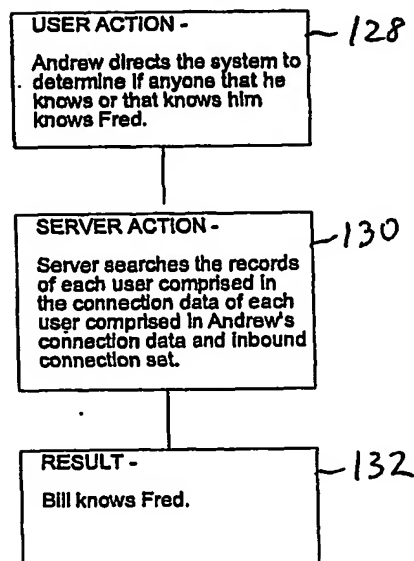 USER ACTION -
128
Andrew directs the system to
determine if anyone that he
knows or that knows him
knows Fred.
SERVER ACTION -
130
Server searches the records
of each user comprised in
the connection data of each
user comprised in Andrew's
connection data and inbound
connection set.
RESULT -
132
Bill knows Fred.